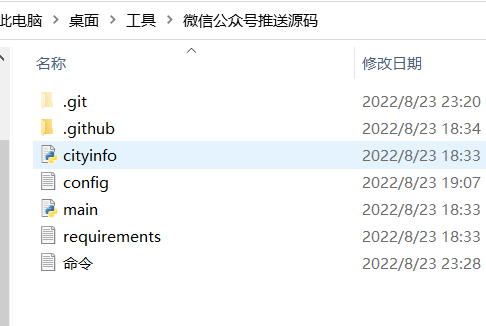 此电脑 > 桌面 > 工具 > 微信公众号推送源码
名称 修改日期
.git 2022/8/23 23:20
.github 2022/8/23 18:34
cityinfo 2022/8/23 18:33
config 2022/8/23 19:07
main 2022/8/23 18:33
requirements 2022/8/23 18:33
命令 2022/8/23 23:28